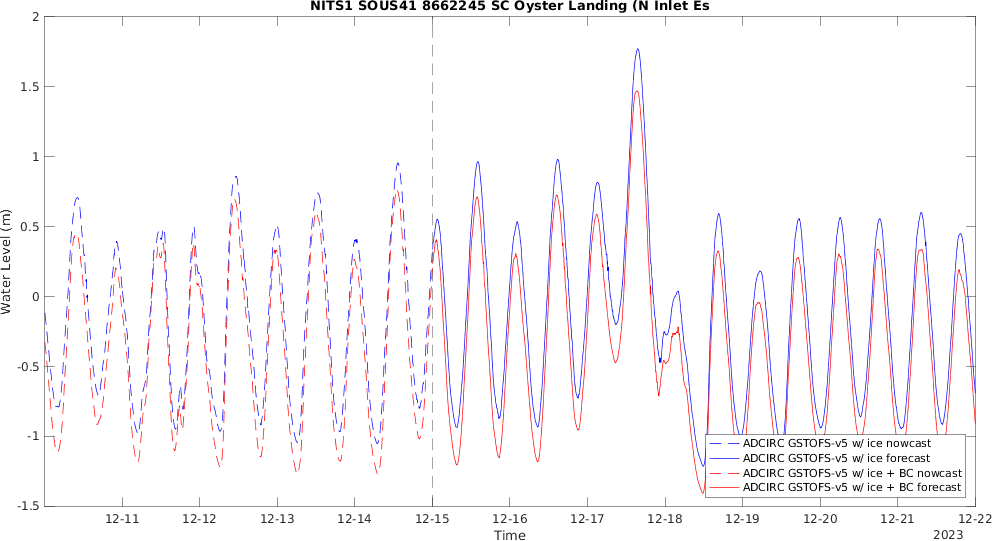 NITS1 SOUS41 8662245 SC Oyster Landing (N Inlet Es
2
1.5
1
0.5
0
-0.5
-1
-1.5
Water Level (m)
12-11 12-12 12-13 12-14 12-15 12-16 12-17 12-18 12-19 12-20 12-21 12-22
Time
2023
ADCIRC GSTOFS-v5 w/ ice nowcast
ADCIRC GSTOFS-v5 w/ ice forecast
ADCIRC GSTOFS-v5 w/ ice + BC nowcast
ADCIRC GSTOFS-v5 w/ ice + BC forecast